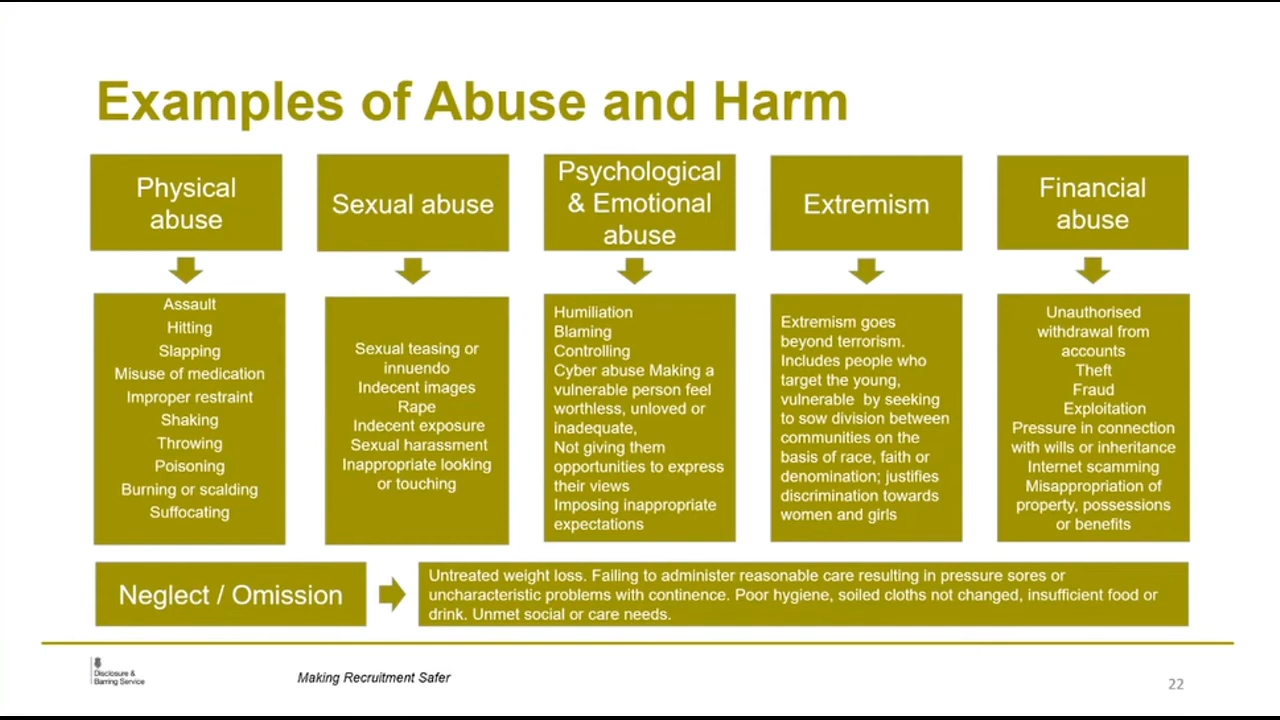 Examples of Abuse and Harm
Physical
abuse
Assault
Hitting
Slapping
Misuse of medication
Improper restraint
Shaking
Throwing
Poisoning
Burning or scalding
Suffocating
Sexual abuse
Sexual teasing or
innuendo
Indecent images
Rape
Indecent exposure
Sexual harassment
Inappropriate looking
or touching
Psychological
& Emotional
abuse
Humiliation
Blaming
Controlling
Cyber abuse Making a
vulnerable person feel
worthless, unloved or
inadequate,
Not giving them
opportunities to express
their views
Imposing inappropriate
expectations
Extremism
Extremism goes
beyond terrorism.
Includes people who
target the young,
vulnerable  by seeking
to sow division between
communities on the
basis of race, faith or
denomination; justifies
discrimination towards
women and girls
Financial
abuse
Unauthorised
withdrawal from
accounts
Theft
Fraud
Exploitation
Pressure in connection
with wills or inheritance
Internet scamming
Misappropriation of
property, possessions
or benefits
Neglect / Omission
Untreated weight loss. Failing to administer reasonable care resulting in pressure sores or
uncharacteristic problems with continence. Poor hygiene, soiled cloths not changed, insufficient food or
drink. Unmet social or care needs.
Disclosure &
Barring Service
Making Recruitment Safer
22